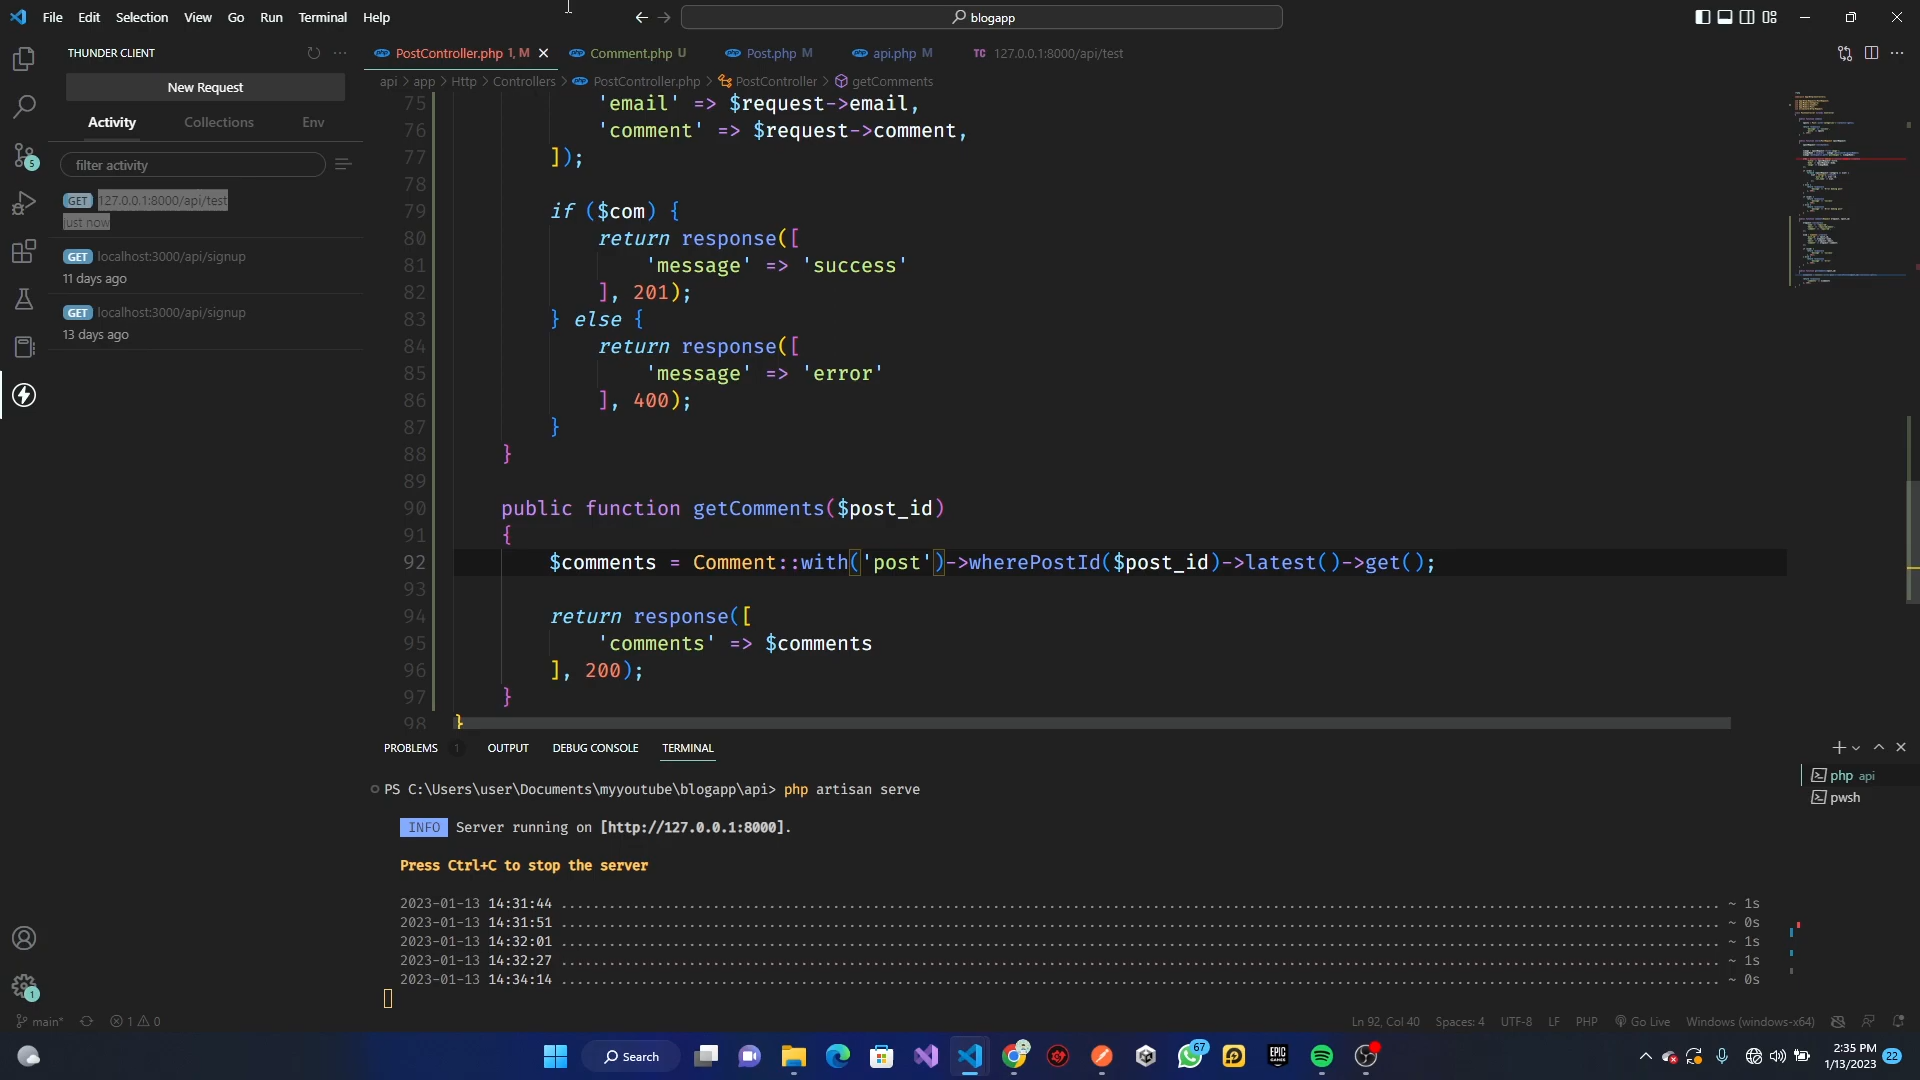 File Edit Selection View Go Run Terminal Help
blogapp
THUNDER CLIENT
New Request
Activity Collections Env
filter activity
GET 127.0.0.1:8000/api/test
just now
GET localhost:3000/api/signup
11 days ago
GET localhost:3000/api/signup
13 days ago
5
1
PostController.php 1, M
Comment.php U
Post.php M
api.php M
TC 127.0.0.1:8000/api/test
api > app > Http > Controllers > PostController.php > PostController > getComments
75 'email' => $request->email,
76 'comment' => $request->comment,
77 ]);
78
79 if ($com) {
80 return response([
81 'message' => 'success'
82 ], 201);
83 } else {
84 return response([
85 'message' => 'error'
86 ], 400);
87 }
88 }
89
90 public function getComments($post_id)
91 {
92 $comments = Comment::with('post')->wherePostId($post_id)->latest()->get();
93
94 return response([
95 'comments' => $comments
96 ], 200);
97 }
98 }
PROBLEMS 1 OUTPUT DEBUG CONSOLE TERMINAL
php api
pwsh
PS C:\Users\user\Documents\myyoutube\blogapp\api> php artisan serve
INFO Server running on [http://127.0.0.1:8000].
Press Ctrl+C to stop the server
2023-01-13 14:31:44 ........ ~ 1s
2023-01-13 14:31:51 ........ ~ 0s
2023-01-13 14:32:01 ........ ~ 1s
2023-01-13 14:32:27 ........ ~ 1s
2023-01-13 14:34:14 ........ ~ 0s
main* 1 0
Ln 92, Col 40 Spaces: 4 UTF-8 LF PHP Go Live Windows (windows-x64)
Search
67
EPIC GAMES
2:35 PM
1/13/2023
22